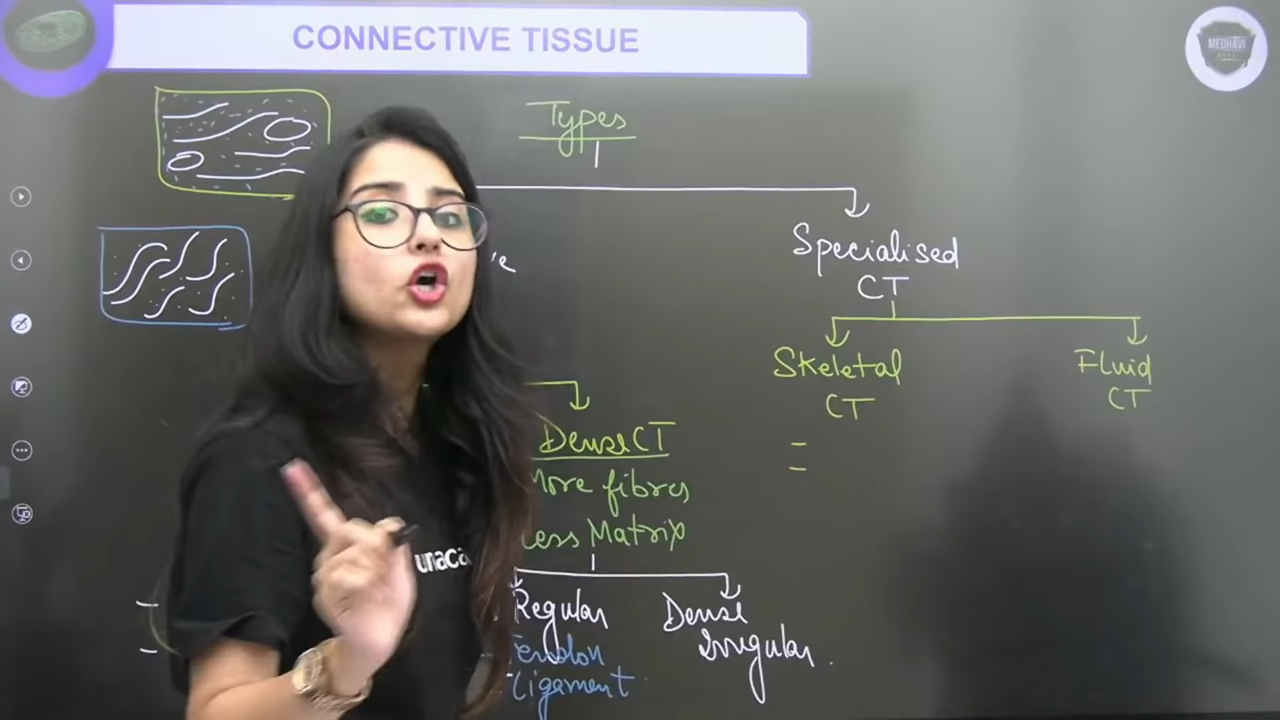 CONNECTIVE TISSUE
MEDHAVI
Types
Specialised
CT
Skeletal
CT
Fluid
CT
Dense CT
More fibres
Less Matrix
Regular
Tendon
Ligament
Dense
Irregular.